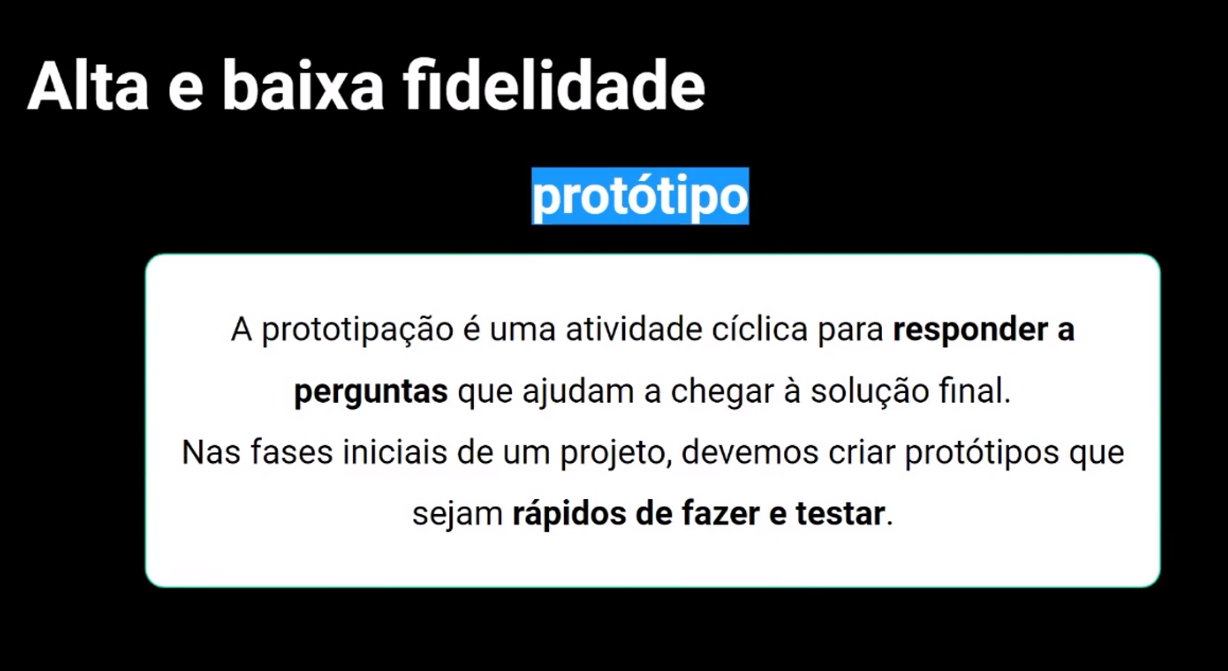 Alta e baixa fidelidade
protótipo
A prototipação é uma atividade cíclica para responder a
perguntas que ajudam a chegar à solução final.
Nas fases iniciais de um projeto, devemos criar protótipos que
sejam rápidos de fazer e testar.